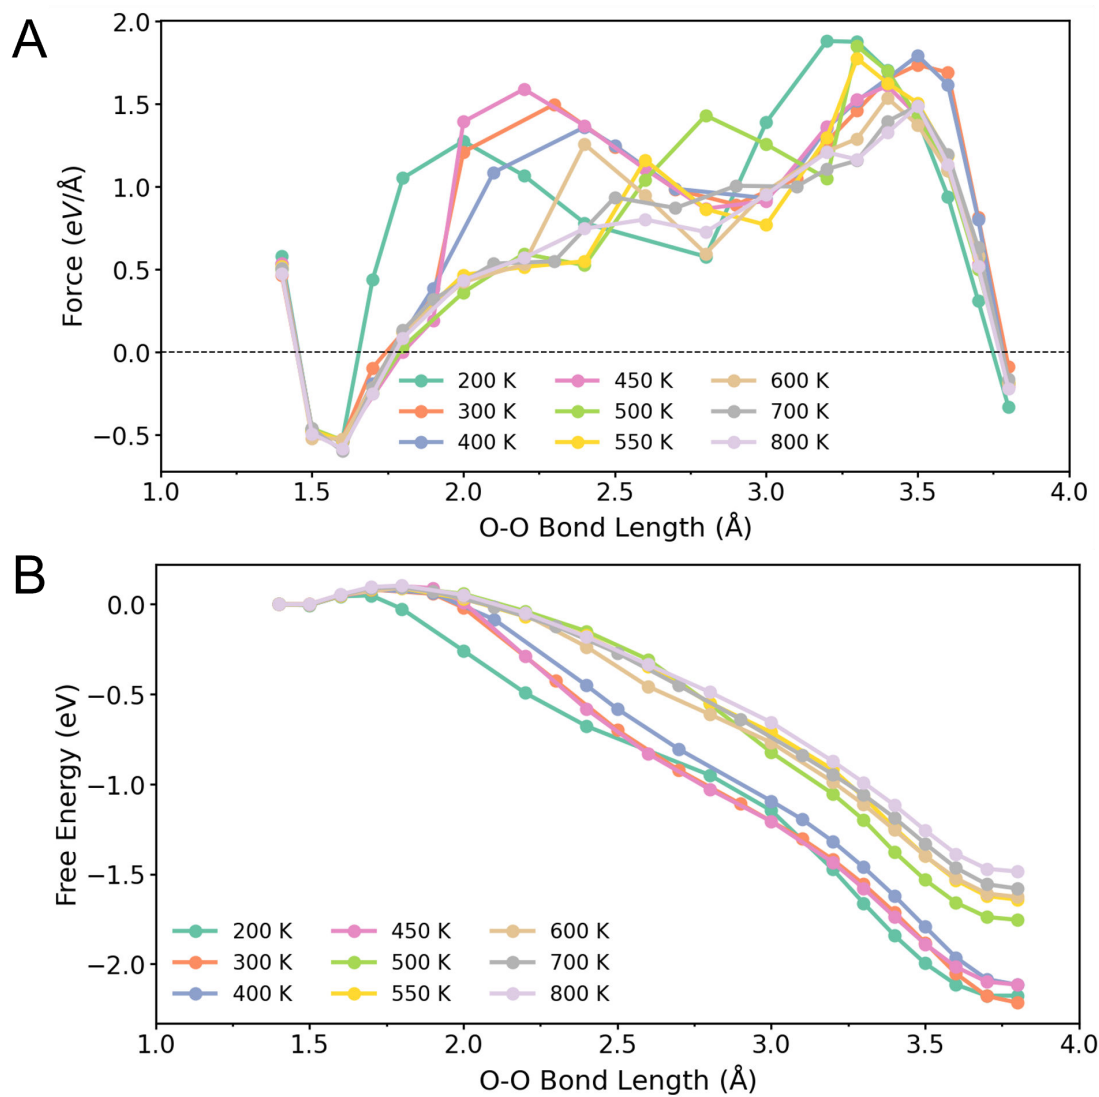 A
2.0
1.5
1.0
0.5
0.0
−0.5
Force (eV/Å)
200 K 450 K 600 K
300 K 500 K 700 K
400 K 550 K 800 K
1.0 1.5 2.0 2.5 3.0 3.5 4.0
O-O Bond Length (Å)
B
0.0
−0.5
−1.0
−1.5
−2.0
Free Energy (eV)
200 K 450 K 600 K
300 K 500 K 700 K
400 K 550 K 800 K
1.0 1.5 2.0 2.5 3.0 3.5 4.0
O-O Bond Length (Å)